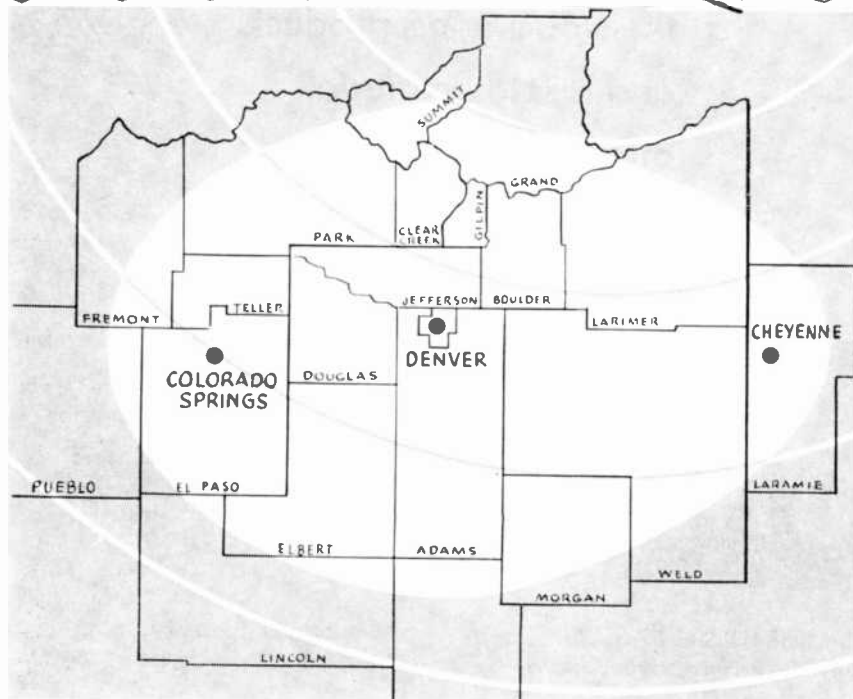 SUMMIT
GRAND
GILPIN
CLEAR
CREEK
PARK
JEFFERSON
BOULDER
TELLER
FREMONT
LARIMER
CHEYENNE
DENVER
COLORADO
SPRINGS
DOUGLAS
PUEBLO
EL PASO
LARAMIE
ELBERT
ADAMS
WELD
MORGAN
LINCOLN